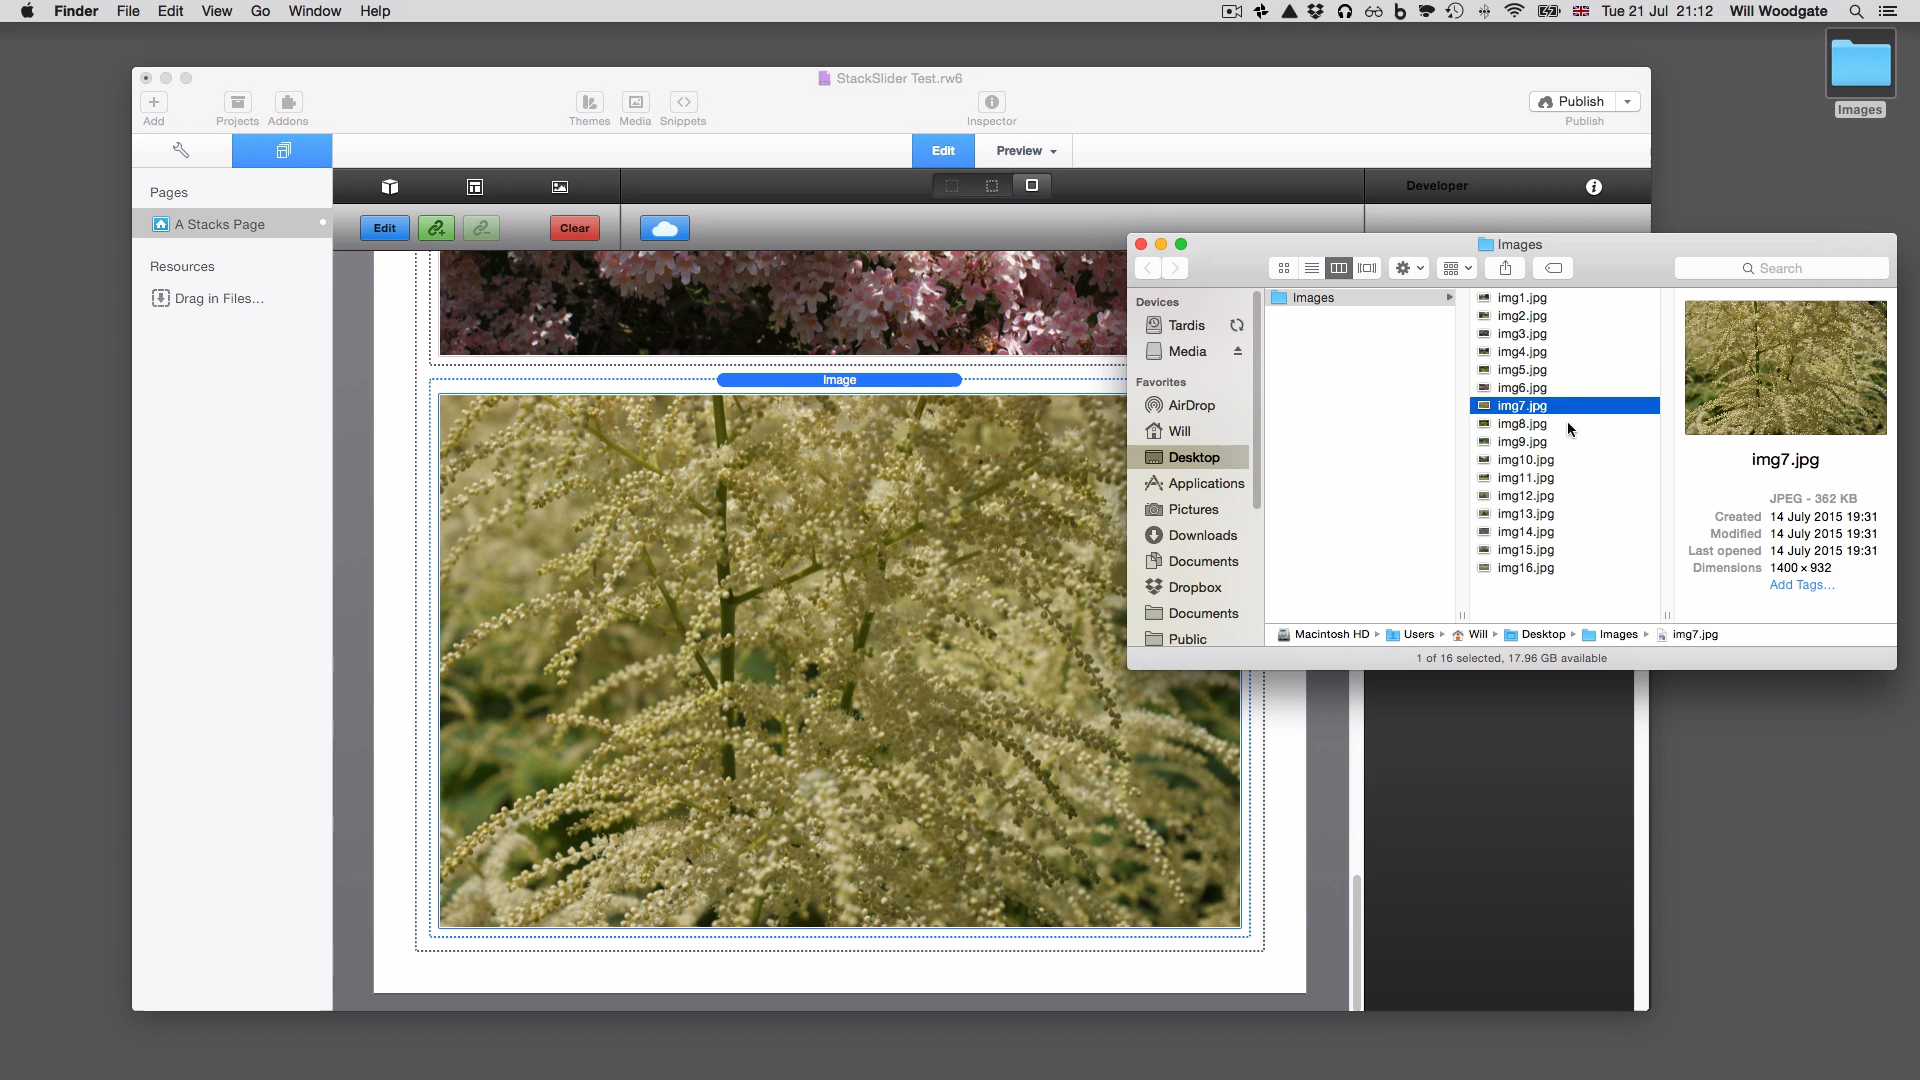 Finder File Edit View Go Window Help
Tue 21 Jul 21:12 Will Woodgate
Images
StackSlider Test.rw6
Add
Projects
Addons
Themes
Media
Snippets
Inspector
Publish
Publish
Edit
Preview
Pages
A Stacks Page
Resources
Drag in Files...
Developer
Edit
Clear
Image
Images
Search
Devices
Tardis
Media
Favorites
AirDrop
Will
Desktop
Applications
Pictures
Downloads
Documents
Dropbox
Documents
Public
Images
img1.jpg
img2.jpg
img3.jpg
img4.jpg
img5.jpg
img6.jpg
img7.jpg
img8.jpg
img9.jpg
img10.jpg
img11.jpg
img12.jpg
img13.jpg
img14.jpg
img15.jpg
img16.jpg
img7.jpg
JPEG - 362 KB
Created 14 July 2015 19:31
Modified 14 July 2015 19:31
Last opened 14 July 2015 19:31
Dimensions 1400 × 932
Add Tags...
Macintosh HD Users Will Desktop Images img7.jpg
1 of 16 selected, 17.96 GB available